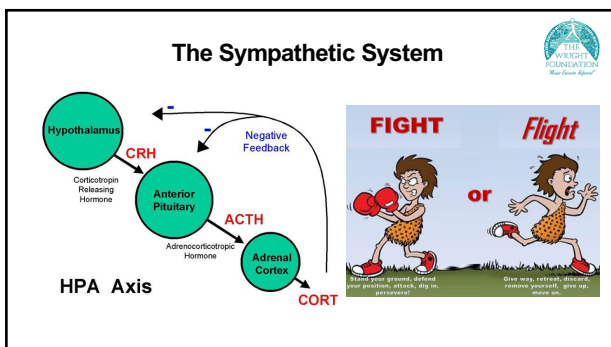 The Sympathetic System
THE
WRIGHT
FOUNDATION
-
-
Hypothalamus
Negative
Feedback
CRH
Corticotropin
Releasing
Hormone
Anterior
Pituitary
ACTH
Adrenocorticotropic
Hormone
Adrenal
Cortex
CORT
HPA Axis
FIGHT
or
Flight
Stand your ground, defend
your position, attack, dig in,
persevere!
Give way, retreat, discard,
remove yourself, give up,
move on.